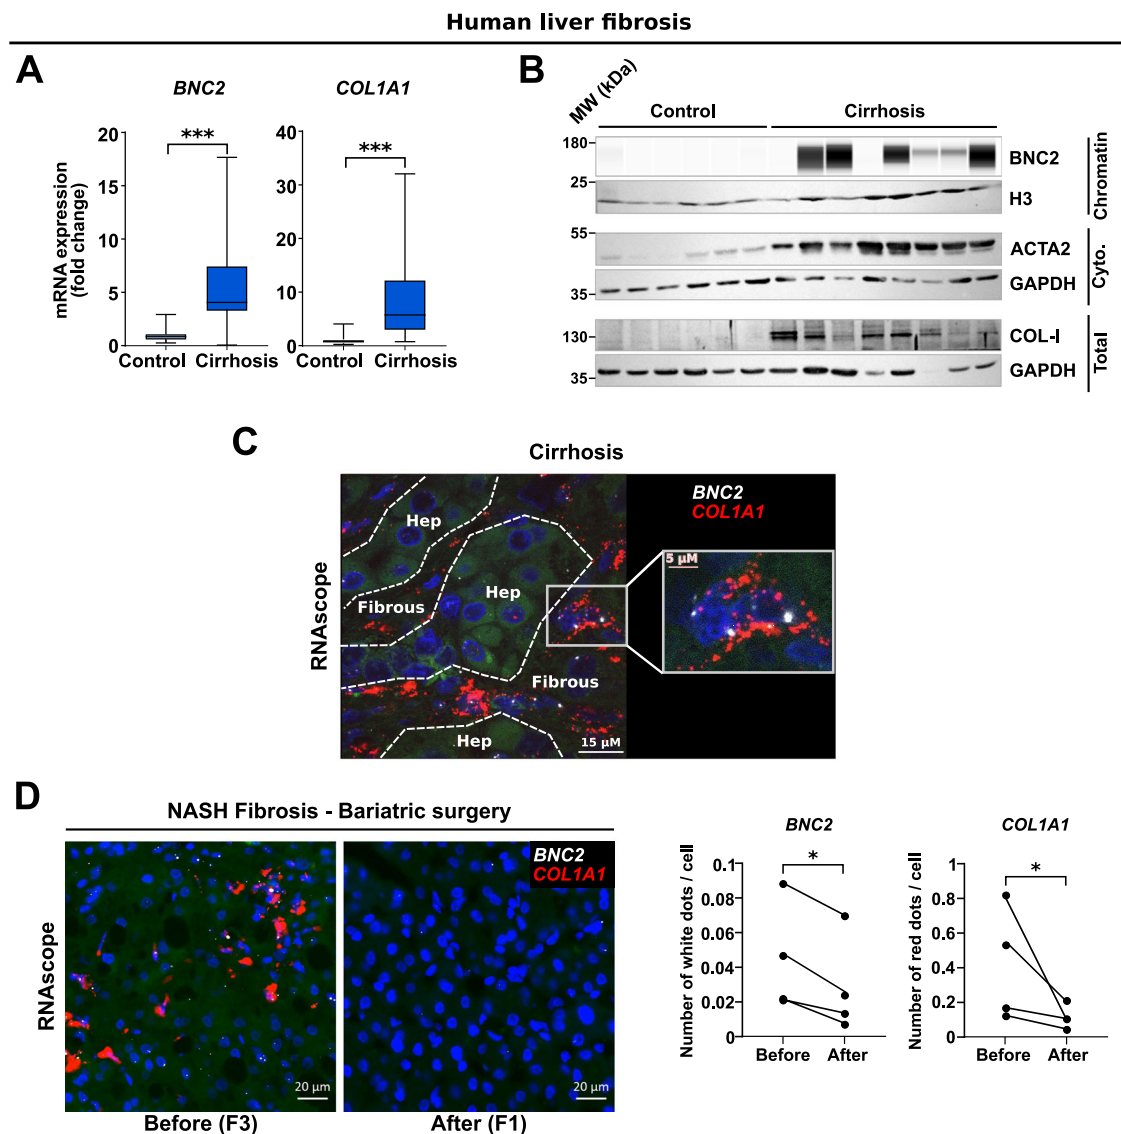 Human liver fibrosis
A
BNC2
COL1A1
mRNA expression
(fold change)
20
15
10
5
0
***
Control
Cirrhosis
40
30
20
10
0
***
Control
Cirrhosis
B
MW (kDa)
Control
Cirrhosis
180
BNC2
25
H3
Chromatin
55
ACTA2
35
GAPDH
Cyto.
130
COL-I
35
GAPDH
Total
C
Cirrhosis
RNAscope
BNC2
COL1A1
Hep
Hep
Fibrous
Fibrous
Hep
15 µM
5 µM
D
NASH Fibrosis - Bariatric surgery
RNAscope
BNC2
COL1A1
20 µm
20 µm
Before (F3)
After (F1)
BNC2
Number of white dots / cell
0.1
0.08
0.06
0.04
0.02
0
*
Before
After
COL1A1
Number of red dots / cell
1
0.8
0.6
0.4
0.2
0
*
Before
After